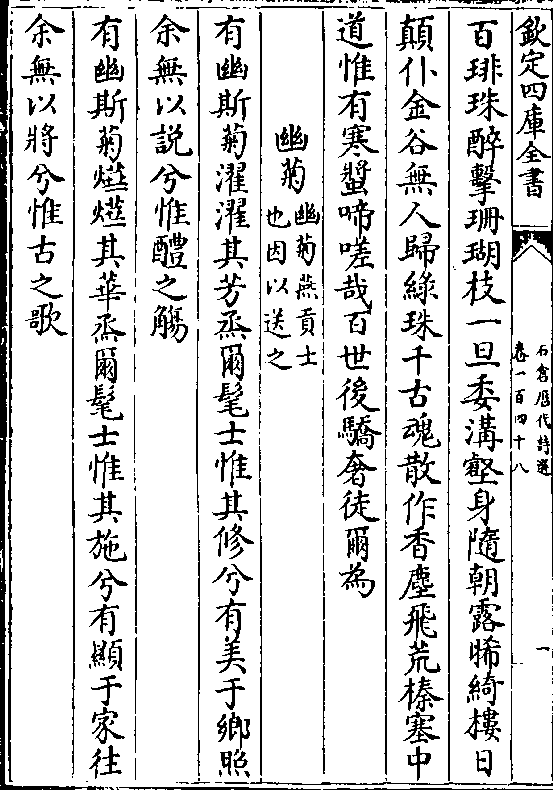 欽定四庫全書
石倉歷代詩選
卷一百四十八
一
百琲珠醉擊珊瑚枝一旦委溝壑身隨朝露晞綺樓日
顛仆金谷無人歸綠珠千古魂散作香塵飛荒榛塞中
道惟有寒螿啼嗟哉百世後驕奢徒爾為
幽菊
幽菊燕貢士
也因以送之
有幽斯菊濯濯其芳烝爾髦士惟其修兮有美于鄉照
余無以說兮惟醴之觴
有幽斯菊爇爇其華烝爾髦士惟其施兮有顯于家往
余無以將兮惟古之歌